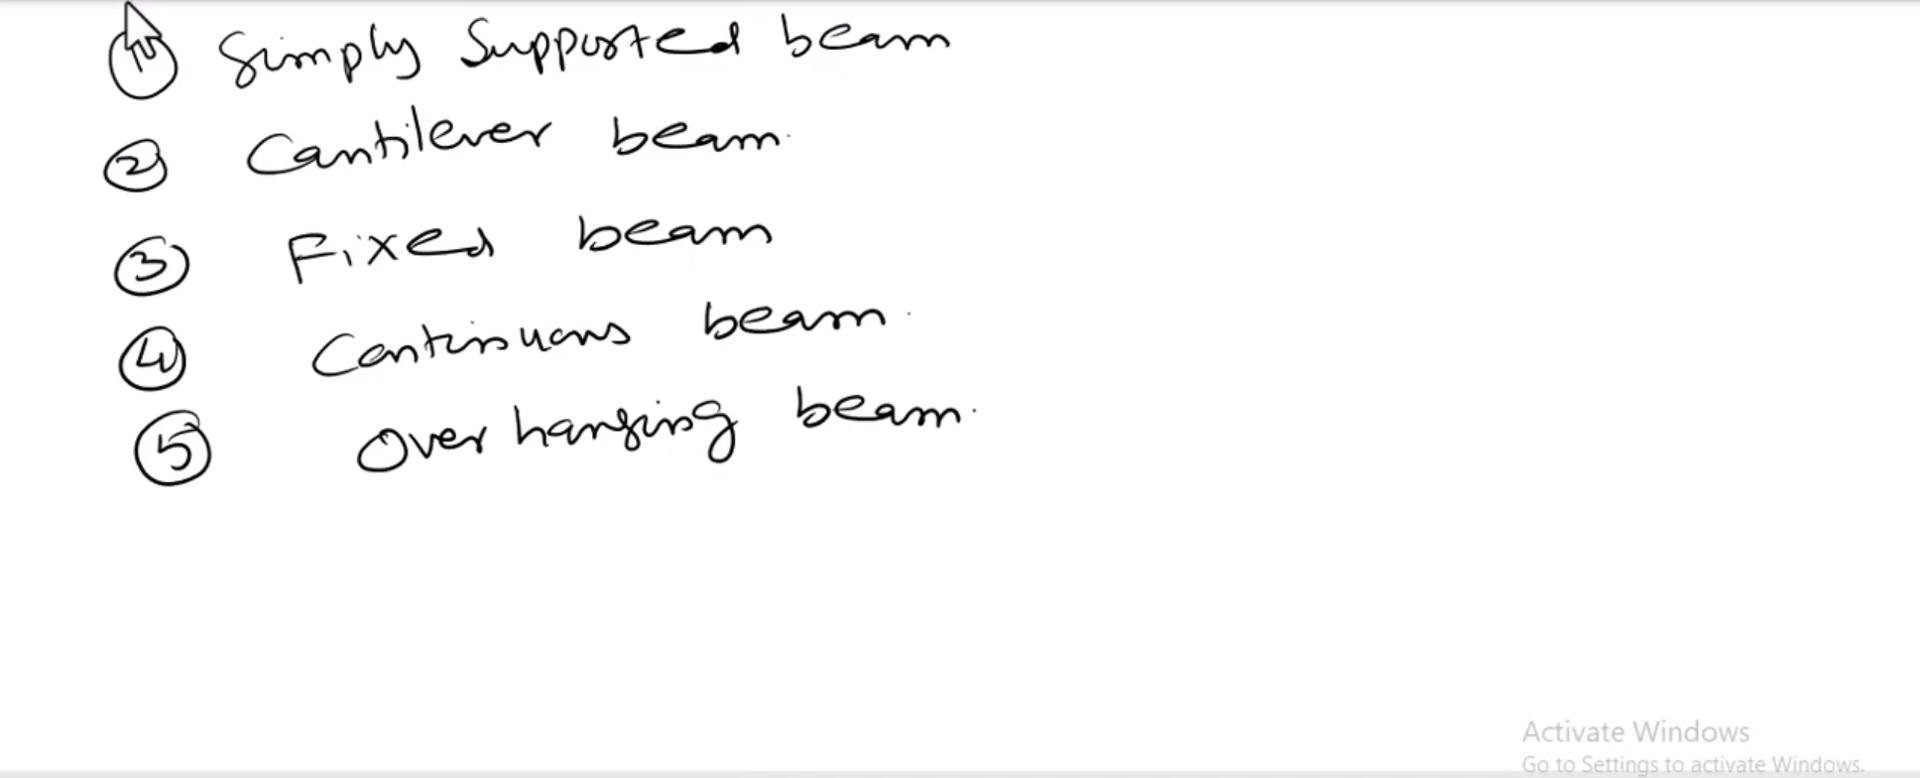 ① Simply Supported beam
② Cantilever beam.
③ Fixed beam
④ Continuous beam.
⑤ Over hanging beam.
Activate Windows
Go to Settings to activate Windows.